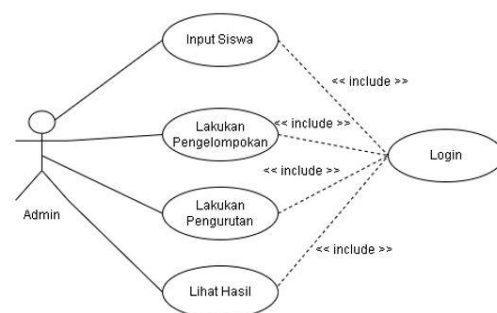 Input Siswa
<< include >>
Lakukan
Pengelompokan
<< include >>
Login
<< include >>
Lakukan
Pengurutan
Admin
<< include >>
Lihat Hasil